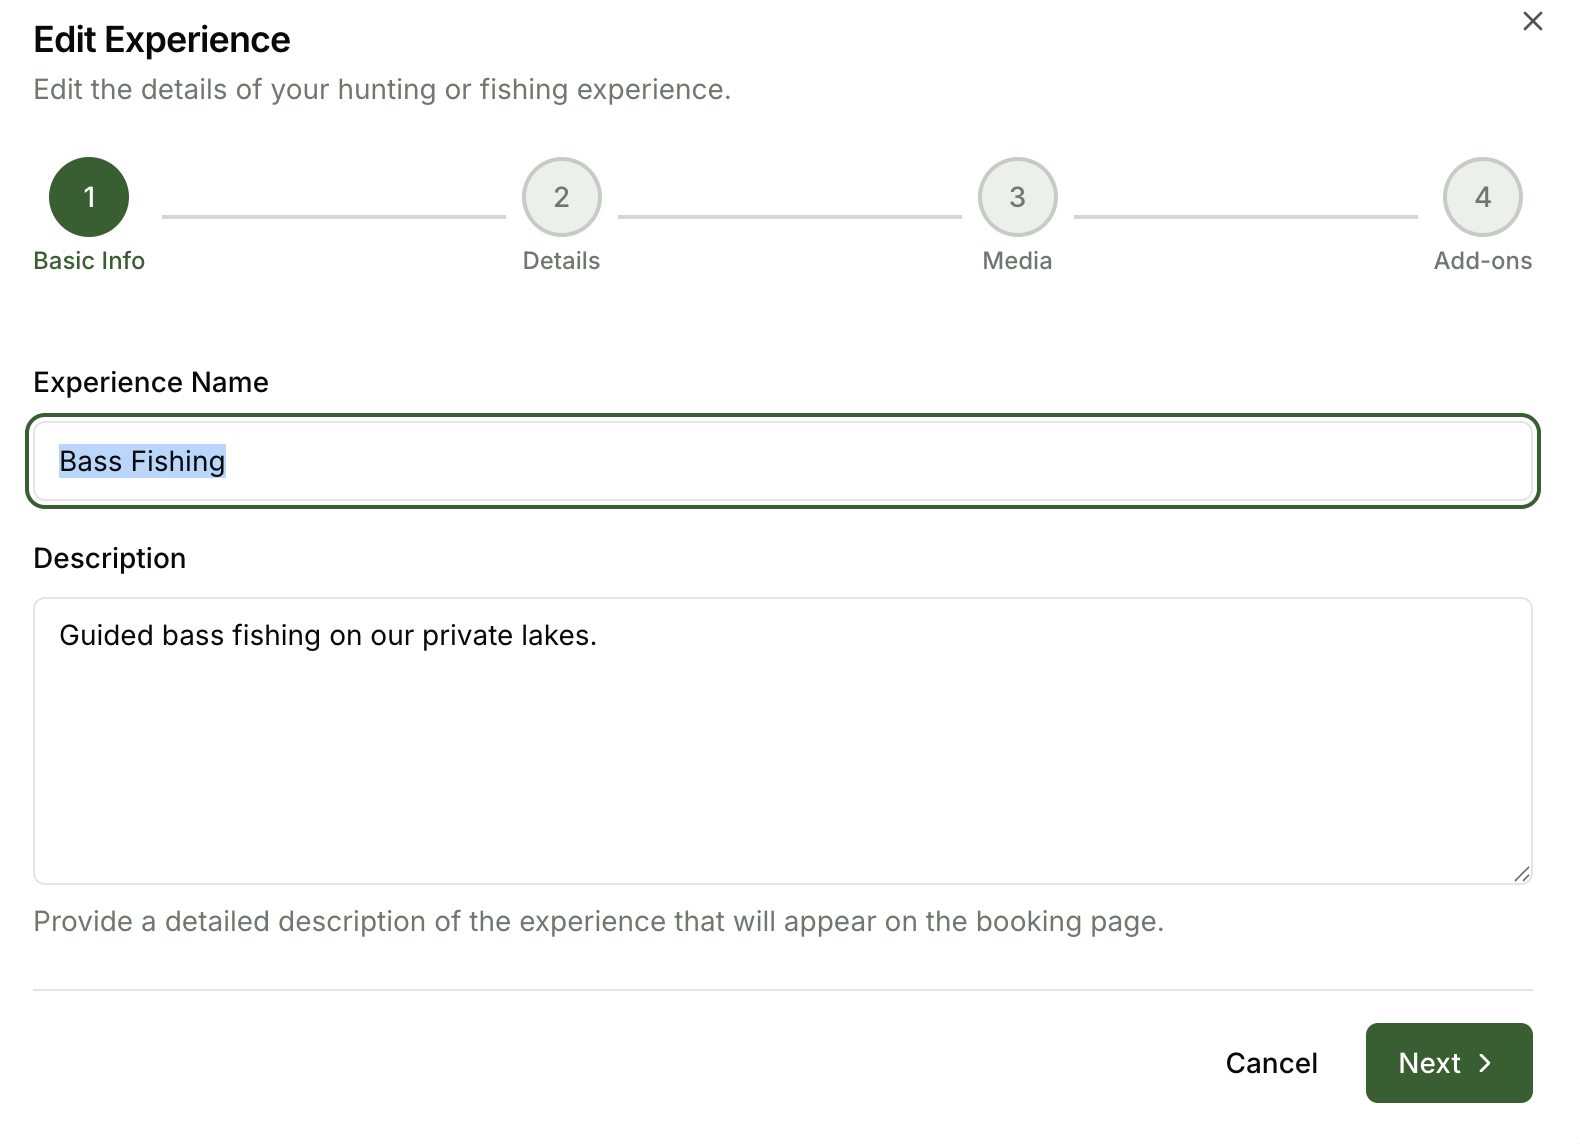 Edit Experience
Edit the details of your hunting or fishing experience.
1
Basic Info
2
Details
3
Media
4
Add-ons
Experience Name
Bass Fishing
Description
Guided bass fishing on our private lakes.
Provide a detailed description of the experience that will appear on the booking page.
Cancel
Next